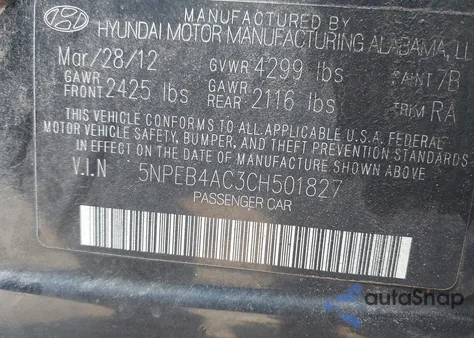 MANUFACTURED BY
HYUNDAI MOTOR MANUFACTURING ALABAMA, LL
Mar/28/12 GVWR 4299 lbs PAINT 7B
GAWR FRONT 2425 lbs GAWR REAR 2116 lbs TRIM RA
THIS VEHICLE CONFORMS TO ALL APPLICABLE U.S.A. FEDERAL
MOTOR VEHICLE SAFETY, BUMPER, AND THEFT PREVENTION STANDARDS
IN EFFECT ON THE DATE OF MANUFACTURE SHOWN ABOVE.
V.I.N 5NPEB4AC3CH501827
PASSENGER CAR
autoSnap